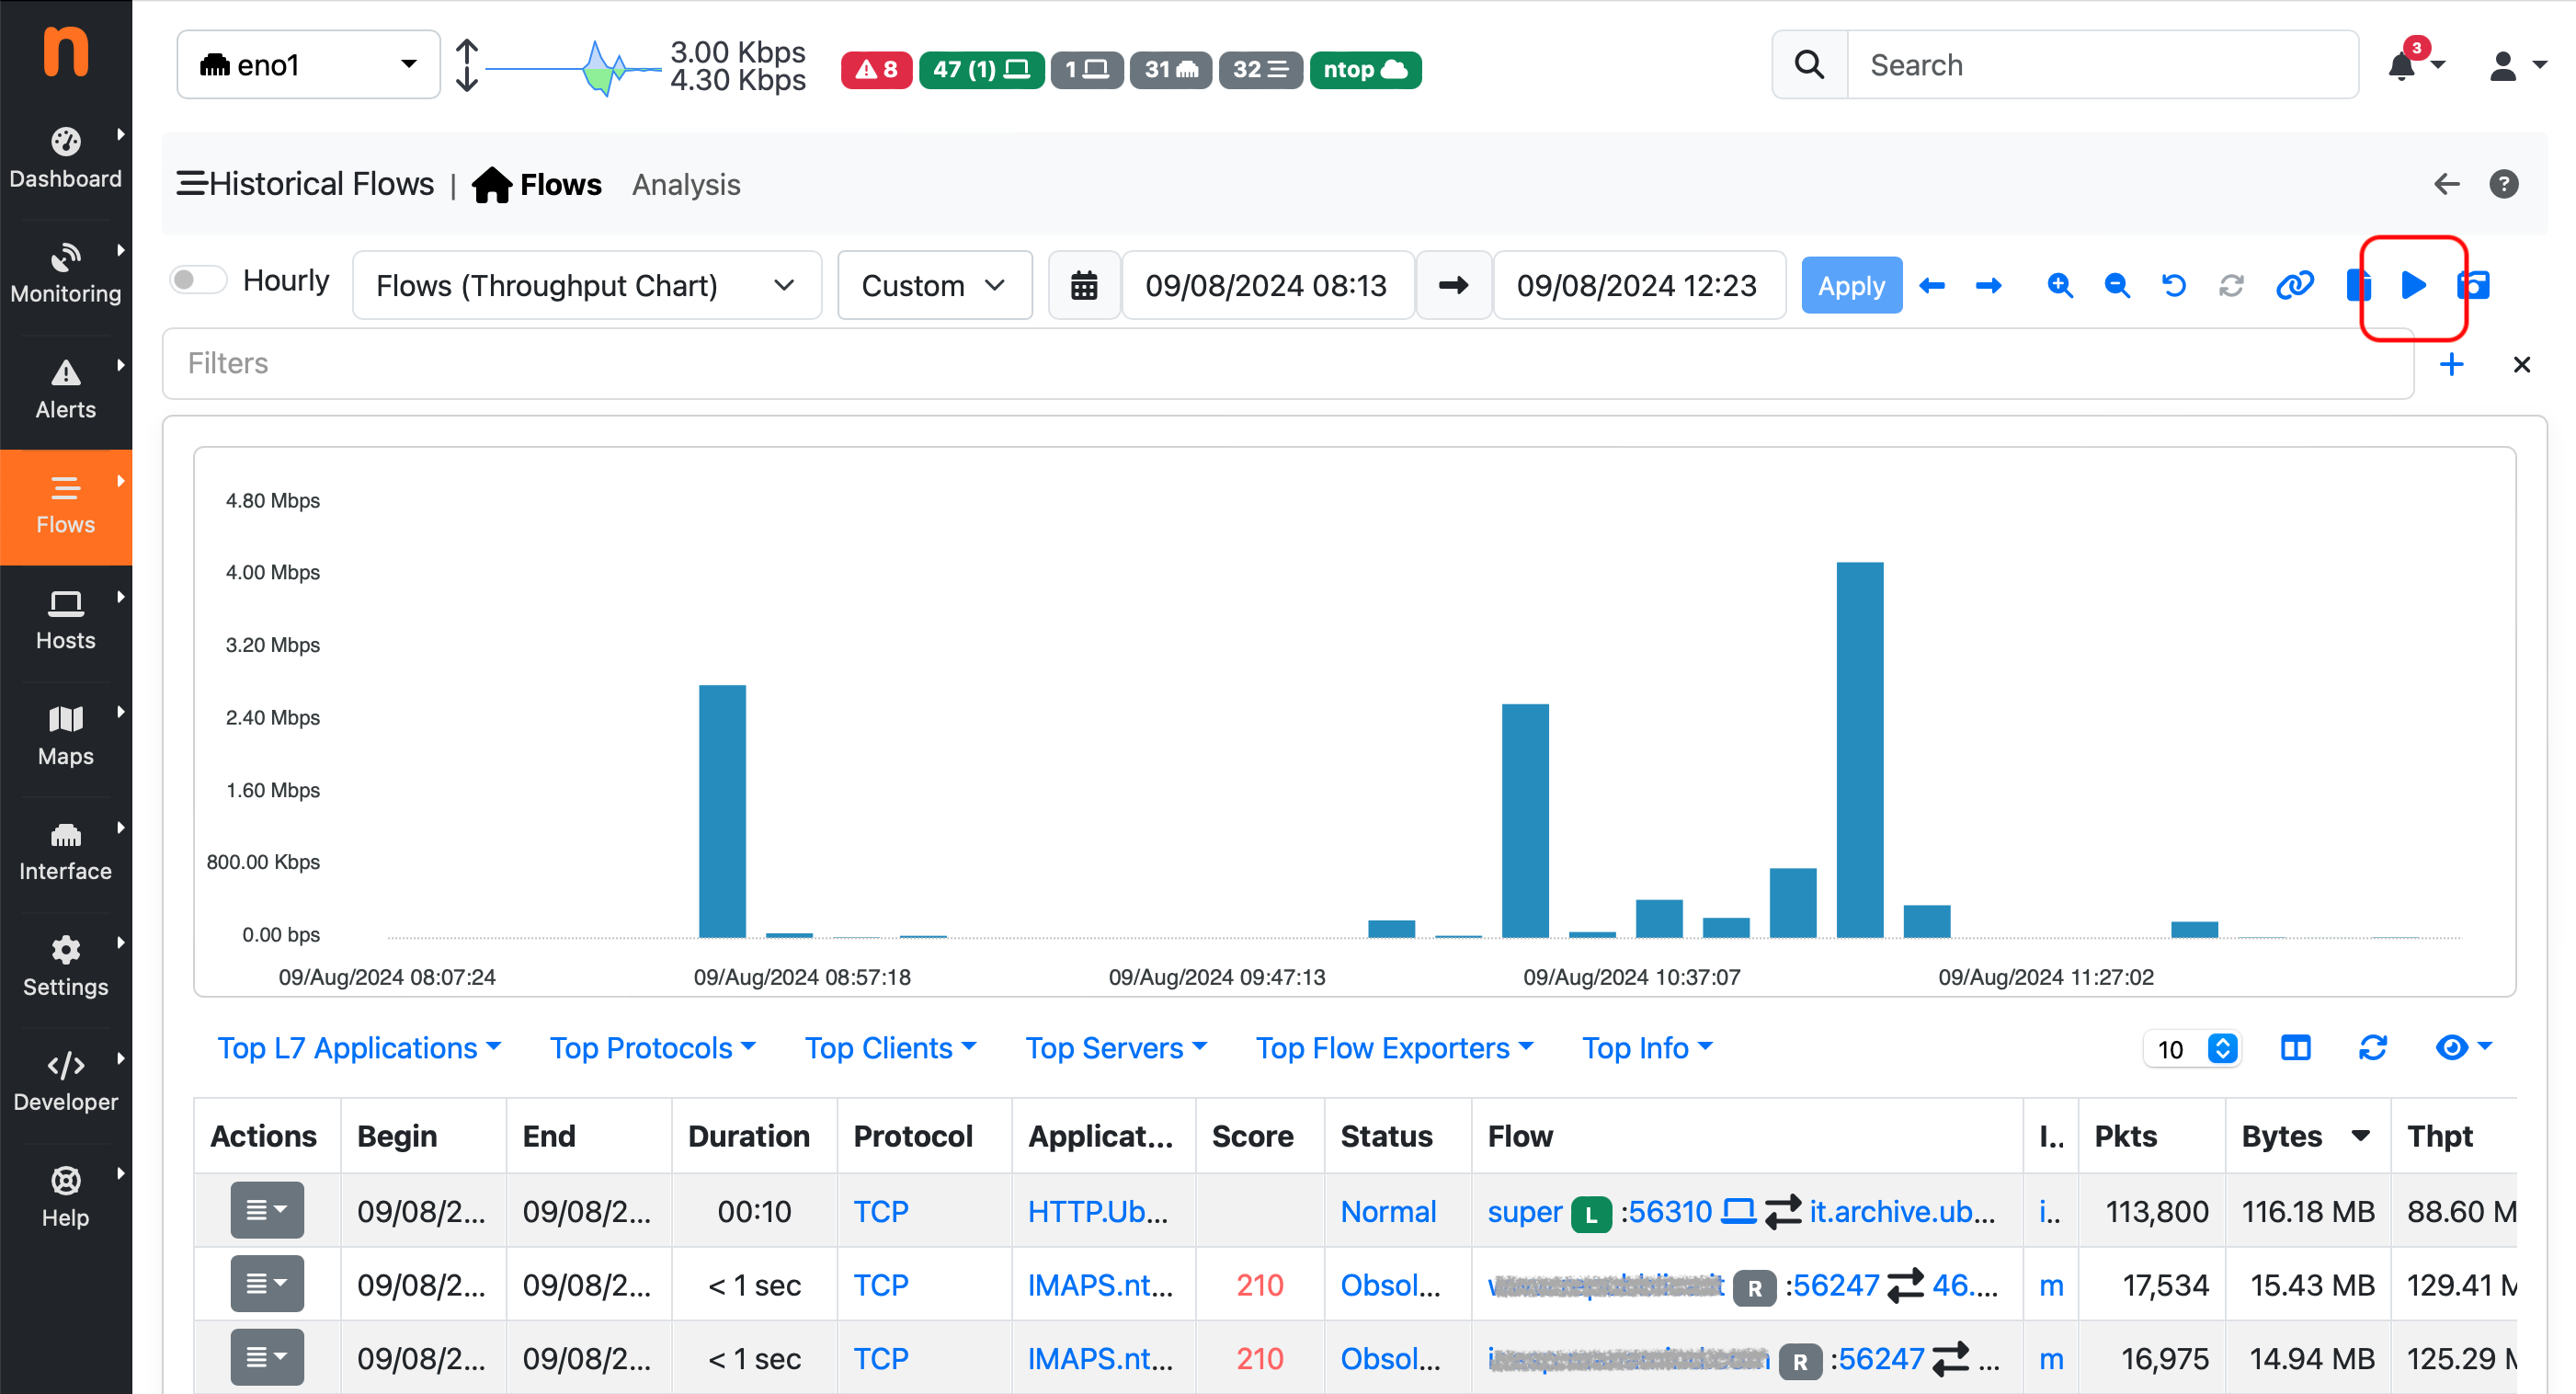 n
eno1
3.00 Kbps
4.30 Kbps
8
47 (1)
1
31
32
ntop
Search
3
Dashboard
Monitoring
Alerts
Flows
Hosts
Maps
Interface
Settings
Developer
Help
Historical Flows | Flows Analysis
?
Hourly
Flows (Throughput Chart)
Custom
09/08/2024 08:13
09/08/2024 12:23
Apply
Filters
4.80 Mbps
4.00 Mbps
3.20 Mbps
2.40 Mbps
1.60 Mbps
800.00 Kbps
0.00 bps
09/Aug/2024 08:07:24 09/Aug/2024 08:57:18 09/Aug/2024 09:47:13 09/Aug/2024 10:37:07 09/Aug/2024 11:27:02
Top L7 Applications Top Protocols Top Clients Top Servers Top Flow Exporters Top Info 10
Actions Begin End Duration Protocol Applicat... Score Status Flow I.. Pkts Bytes Thpt
09/08/2... 09/08/2... 00:10 TCP HTTP.Ub... Normal super L :56310 it.archive.ub... i.. 113,800 116.18 MB 88.60 M
09/08/2... 09/08/2... < 1 sec TCP IMAPS.nt... 210 Obsol... R :56247 46.... m 17,534 15.43 MB 129.41 M
09/08/2... 09/08/2... < 1 sec TCP IMAPS.nt... 210 Obsol... R :56247 ... m 16,975 14.94 MB 125.29 M